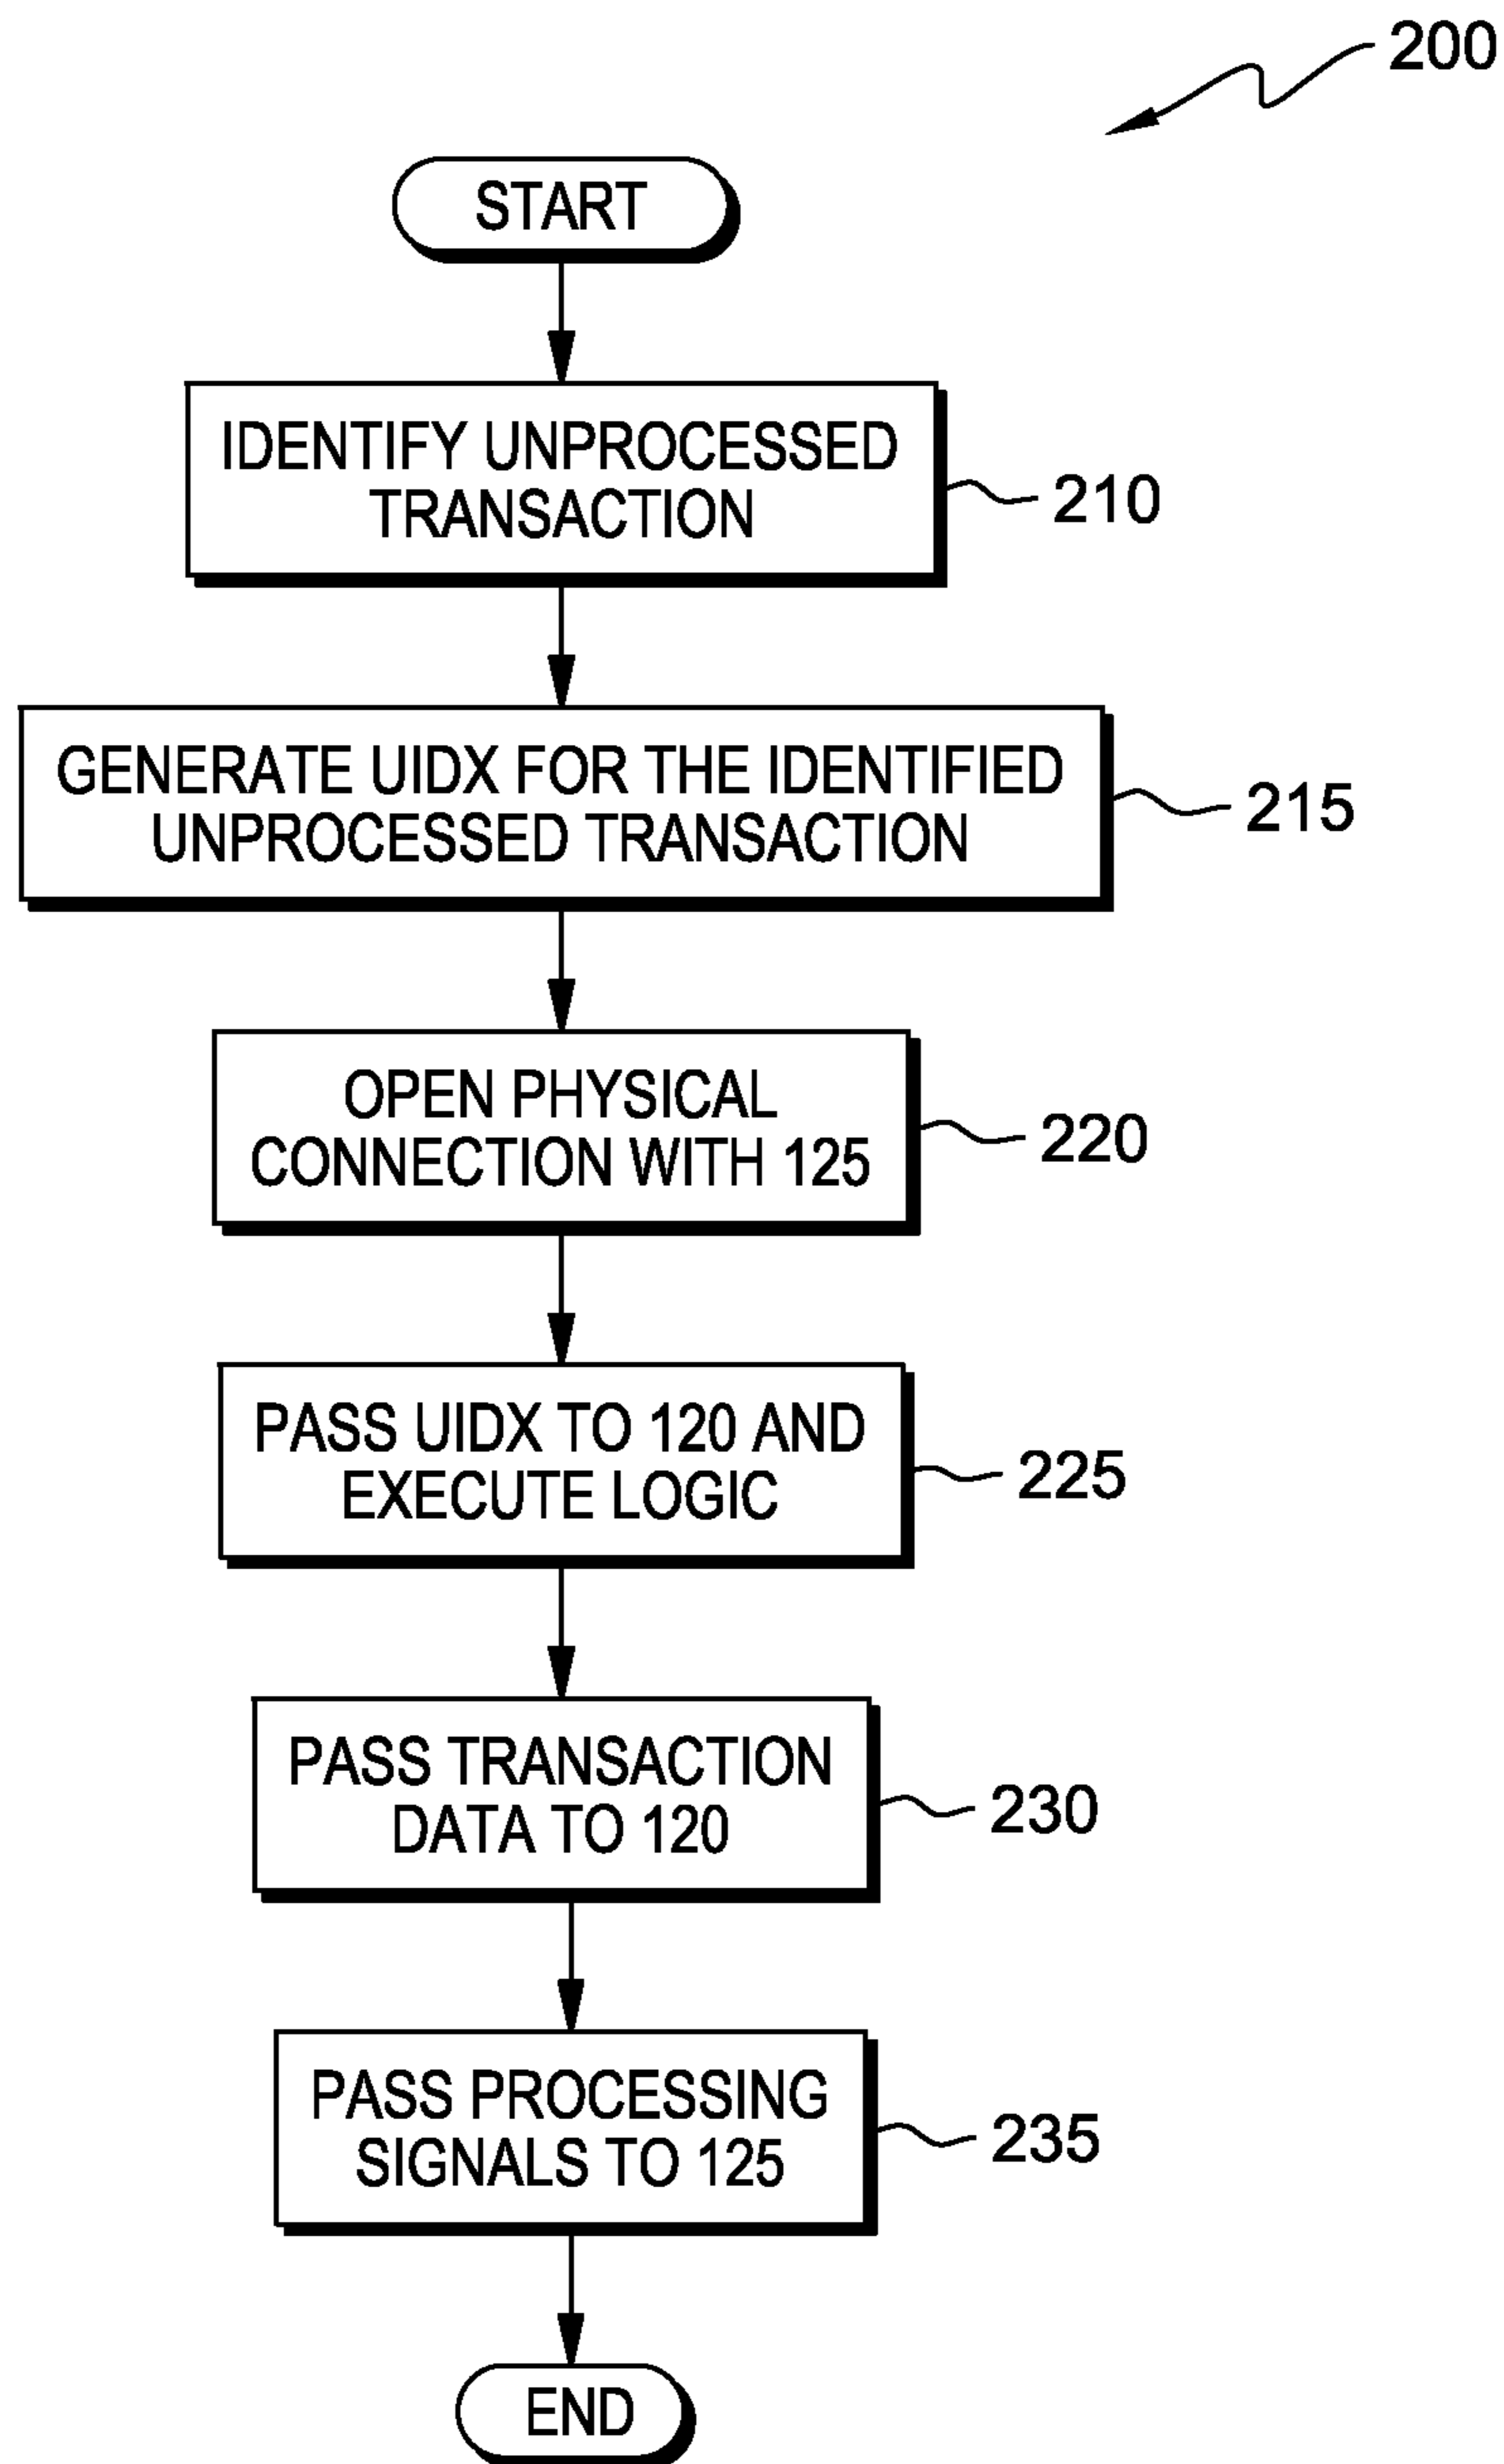 200
START
IDENTIFY UNPROCESSED
TRANSACTION
210
GENERATE UIDX FOR THE IDENTIFIED
UNPROCESSED TRANSACTION
215
OPEN PHYSICAL
CONNECTION WITH 125
220
PASS UIDX TO 120 AND
EXECUTE LOGIC
225
PASS TRANSACTION
DATA TO 120
230
PASS PROCESSING
SIGNALS TO 125
235
END